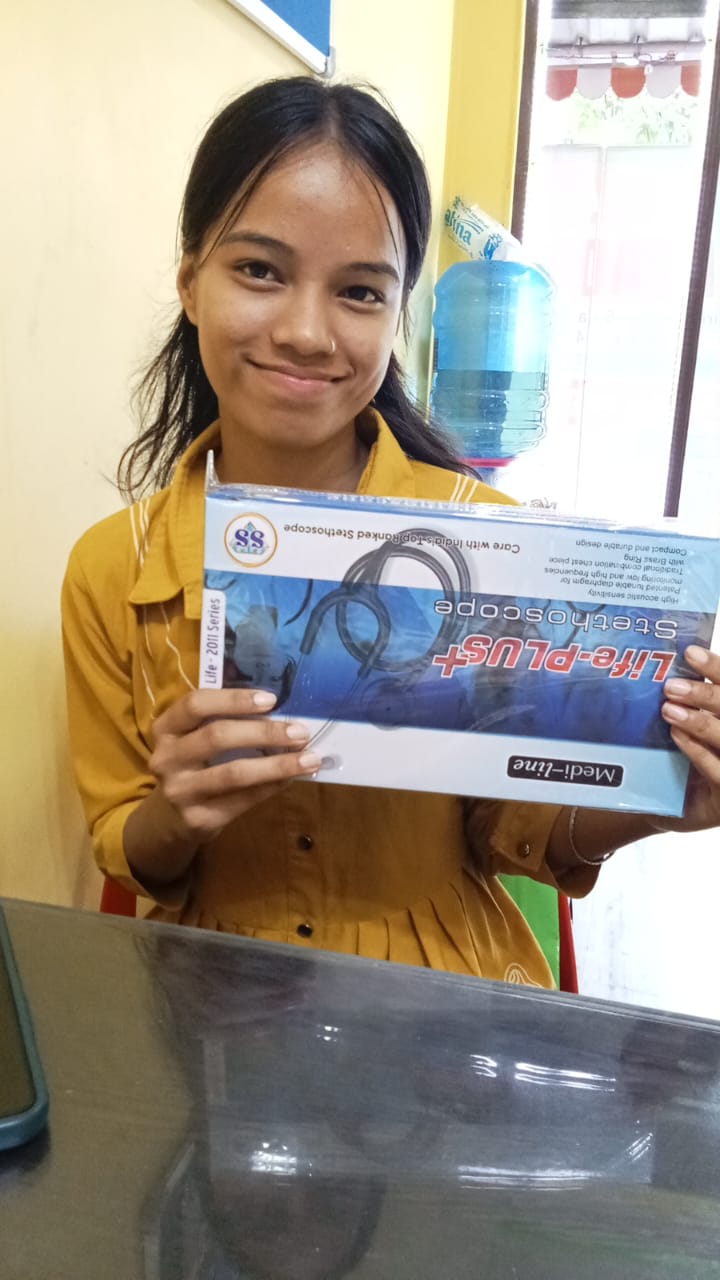 Medi-line
Life-PLUS+
Stethoscope
High acoustic sensitivity
Patented tunable diaphragm for
monitoring low and high frequencies
Traditional combination chest piece
with Brass Ring
Compact and durable design
Care with India's Top Ranked Stethoscope
SS
Life - 2011 Series